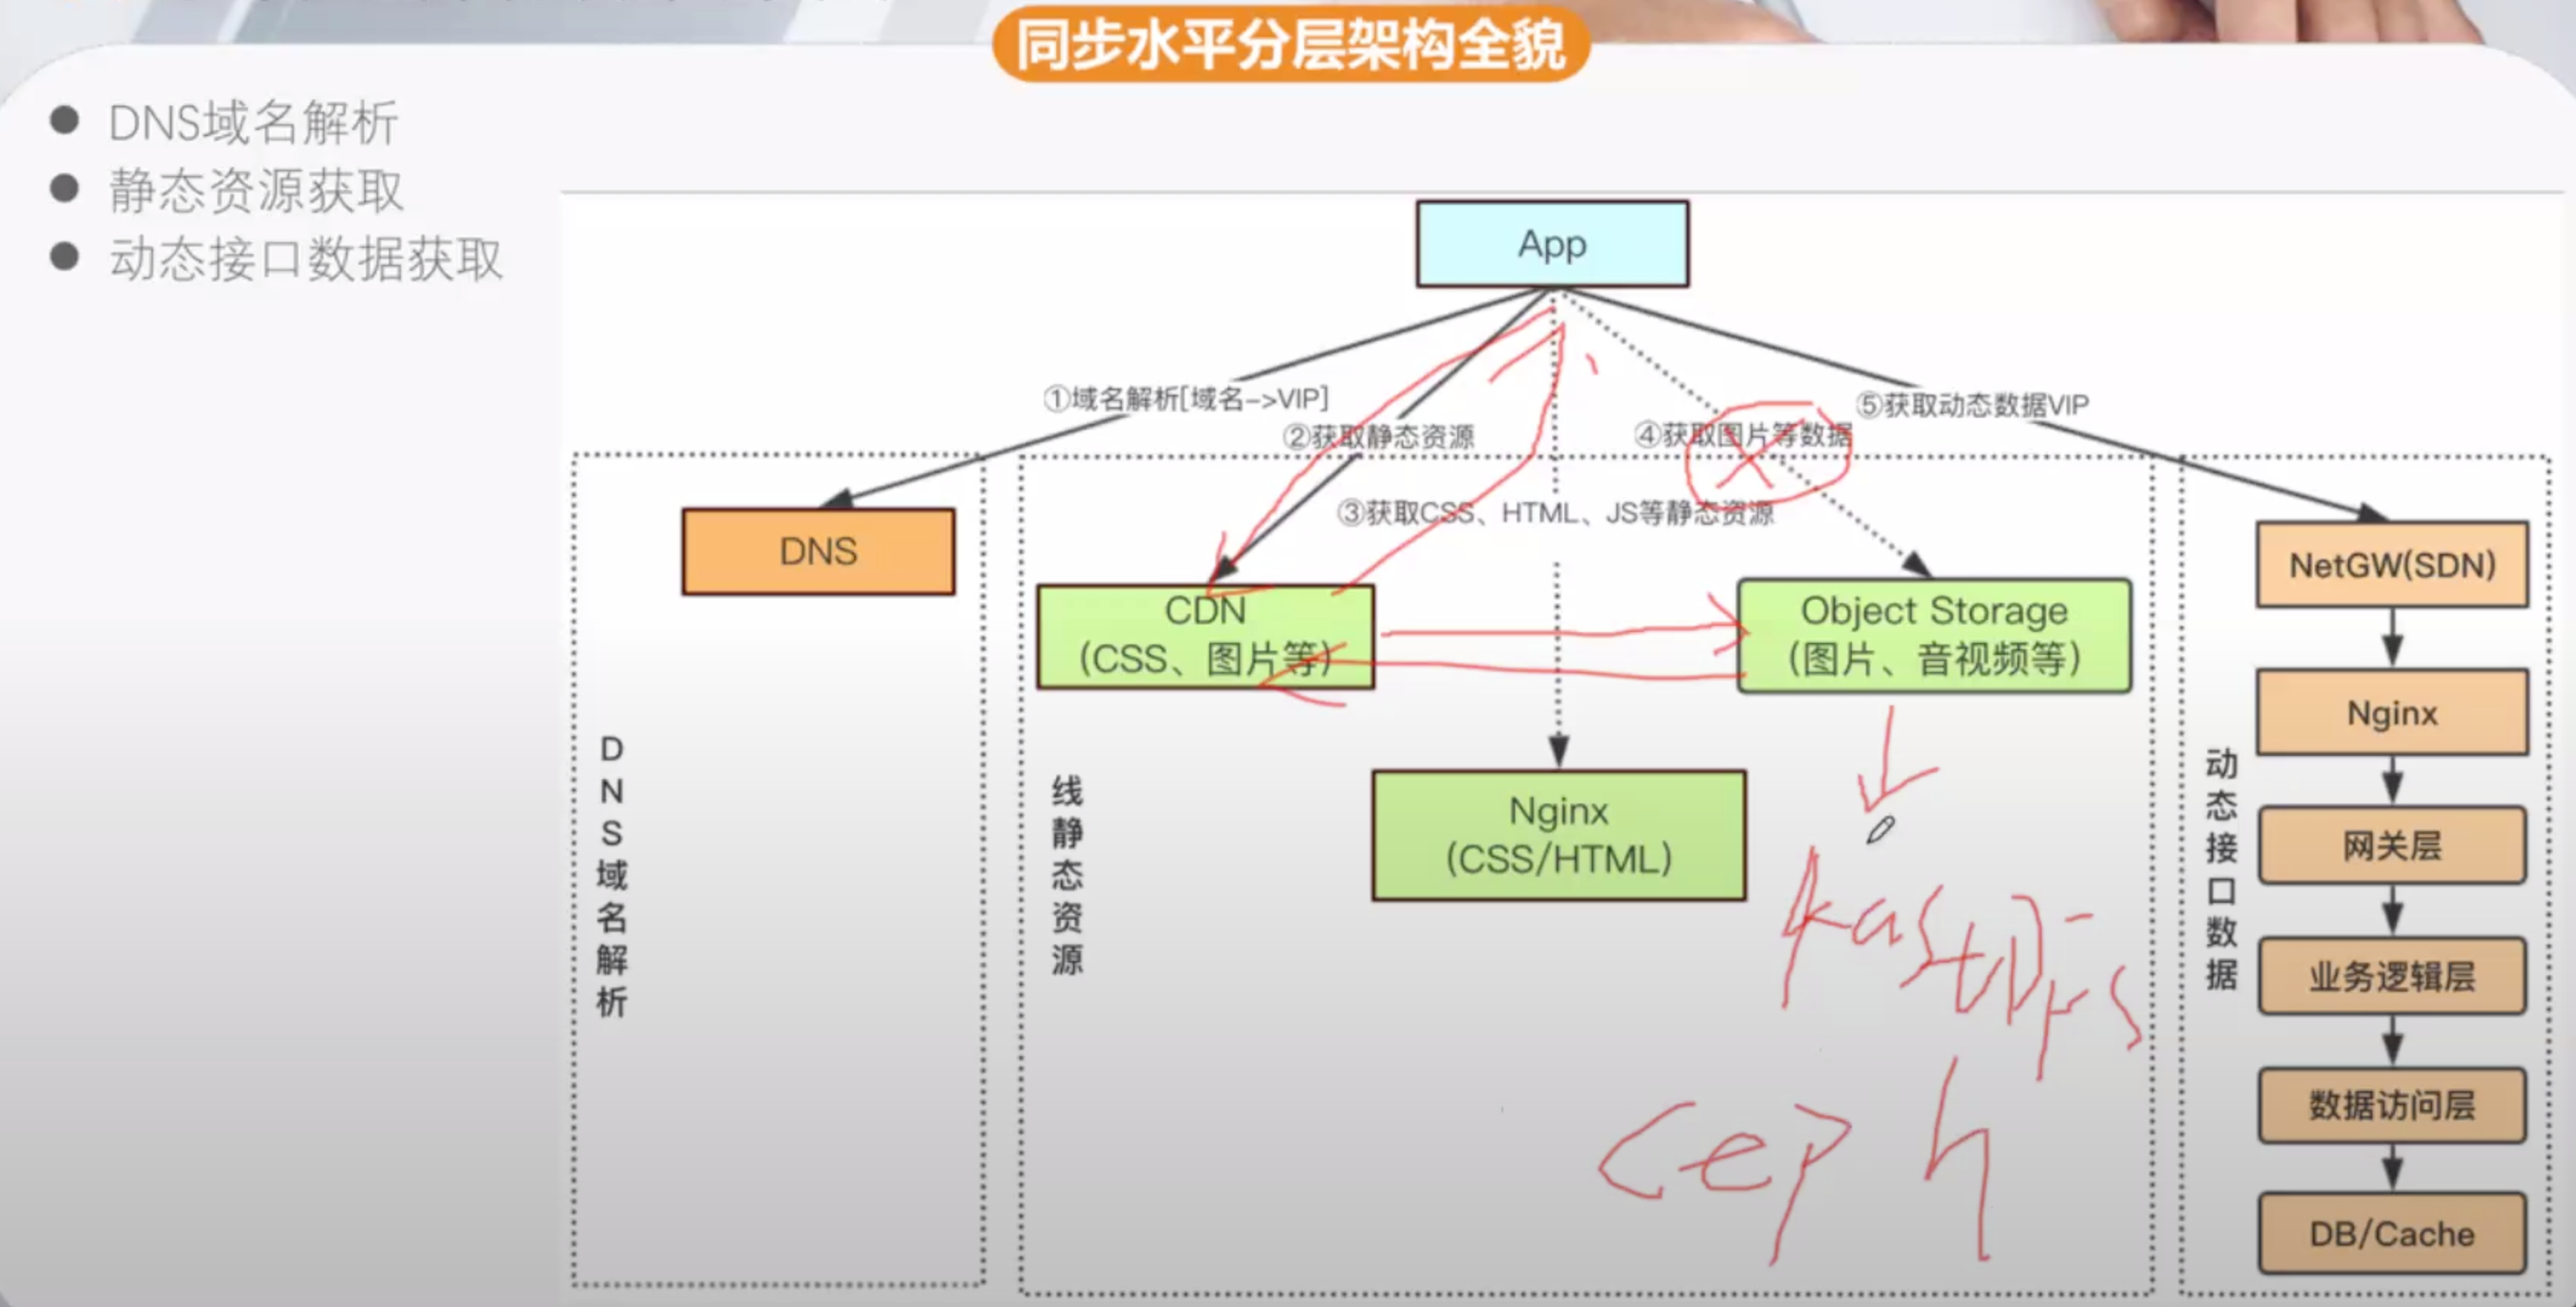 同步水平分层架构全貌
DNS域名解析
静态资源获取
动态接口数据获取
App
①域名解析[域名->VIP]
②获取静态资源
④获取图片等数据
⑤获取动态数据VIP
③获取CSS、HTML、JS等静态资源
DNS
CDN
(CSS、图片等)
Object Storage
(图片、音视频等)
Nginx
(CSS/HTML)
DNS域名解析
线静态资源
动态接口数据
NetGW(SDN)
Nginx
网关层
业务逻辑层
数据访问层
DB/Cache
ceph